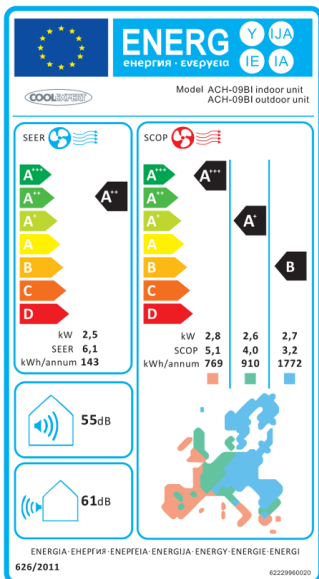 ENERG
енергия · ενεργεια
Y IJA
IE IA
COOLEXPERT
Model ACH-09BI indoor unit
ACH-09BI outdoor unit
SEER
A+++
A++
A+
A
B
C
D
A++
kW 2,5
SEER 6,1
kWh/annum 143
SCOP
A+++
A++
A+
A
B
C
D
A+++
A+
B
kW 2,8 2,6 2,7
SCOP 5,1 4,0 3,2
kWh/annum 769 910 1772
55dB
61dB
ENERGIA·ЕНЕРГИЯ·ΕΝΕΡΓΕΙΑ·ENERGIJA·ENERGY·ENERGIE·ENERGI
626/2011
62229960020